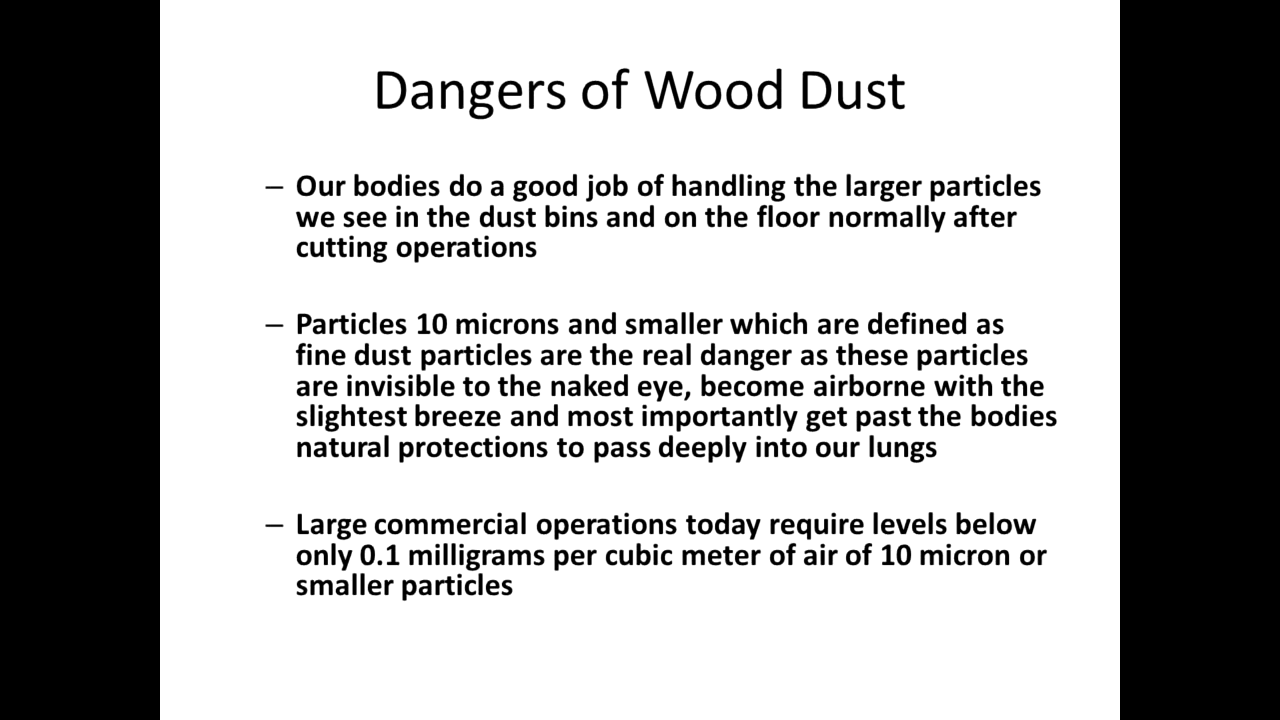 Dangers of Wood Dust
– Our bodies do a good job of handling the larger particles
we see in the dust bins and on the floor normally after
cutting operations
– Particles 10 microns and smaller which are defined as
fine dust particles are the real danger as these particles
are invisible to the naked eye, become airborne with the
slightest breeze and most importantly get past the bodies
natural protections to pass deeply into our lungs
– Large commercial operations today require levels below
only 0.1 milligrams per cubic meter of air of 10 micron or
smaller particles